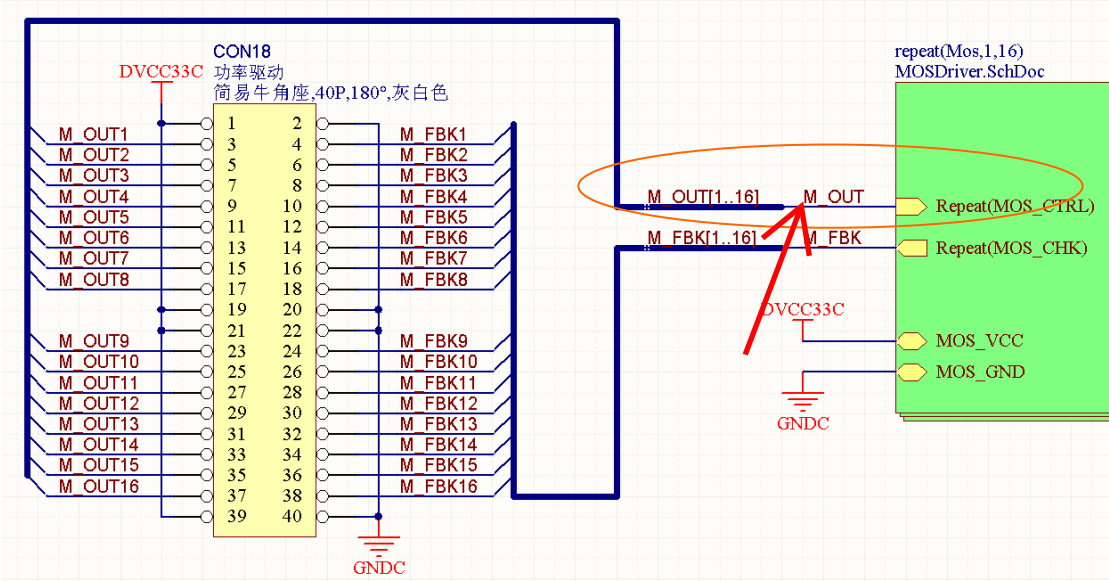 CON18
功率驱动
简易牛角座,40P,180°,灰白色
DVCC33C
1 2
M_OUT1 3 4 M_FBK1
M_OUT2 5 6 M_FBK2
M_OUT3 7 8 M_FBK3
M_OUT4 9 10 M_FBK4
M_OUT5 11 12 M_FBK5
M_OUT6 13 14 M_FBK6
M_OUT7 15 16 M_FBK7
M_OUT8 17 18 M_FBK8
19 20
21 22
M_OUT9 23 24 M_FBK9
M_OUT10 25 26 M_FBK10
M_OUT11 27 28 M_FBK11
M_OUT12 29 30 M_FBK12
M_OUT13 31 32 M_FBK13
M_OUT14 33 34 M_FBK14
M_OUT15 35 36 M_FBK15
M_OUT16 37 38 M_FBK16
39 40
GNDC
repeat(Mos,1,16)
MOSDriver.SchDoc
M_OUT[1..16] M_OUT Repeat(MOS_CTRL)
M_FBK[1..16] M_FBK Repeat(MOS_CHK)
DVCC33C
MOS_VCC
MOS_GND
GNDC